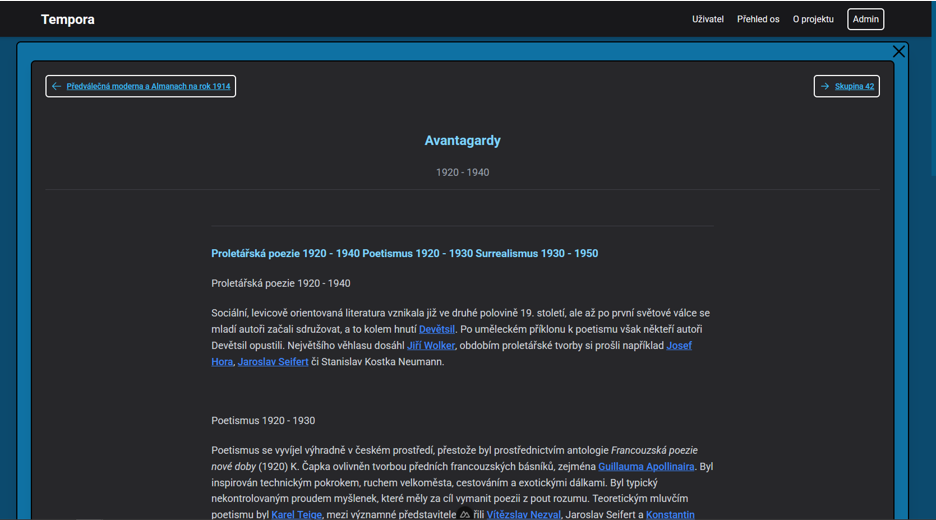 Tempora
Uživatel Přehled os O projektu Admin
← Předválečná moderna a Almanach na rok 1914
→ Skupina 42
Avantagardy
1920 - 1940
Proletářská poezie 1920 - 1940 Poetismus 1920 - 1930 Surrealismus 1930 - 1950
Proletářská poezie 1920 - 1940
Sociální, levicově orientovaná literatura vznikala již ve druhé polovině 19. století, ale až po první světové válce se
mladí autoři začali sdružovat, a to kolem hnutí Devětsil. Po uměleckém příklonu k poetismu však někteří autoři
Devětsil opustili. Největšího věhlasu dosáhl Jiří Wolker, obdobím proletářské tvorby si prošli například Josef
Hora, Jaroslav Seifert či Stanislav Kostka Neumann.
Poetismus 1920 - 1930
Poetismus se vyvíjel výhradně v českém prostředí, přestože byl prostřednictvím antologie Francouzská poezie
nové doby (1920) K. Čapka ovlivněn tvorbou předních francouzských básníků, zejména Guillauma Apollinaira. Byl
inspirován technickým pokrokem, ruchem velkoměsta, cestováním a exotickými dálkami. Byl typický
nekontrolovaným proudem myšlenek, které měly za cíl vymanit poezii z pout rozumu. Teoretickým mluvčím
poetismu byl Karel Teige, mezi významné představitele řili Vítězslav Nezval, Jaroslav Seifert a Konstantin